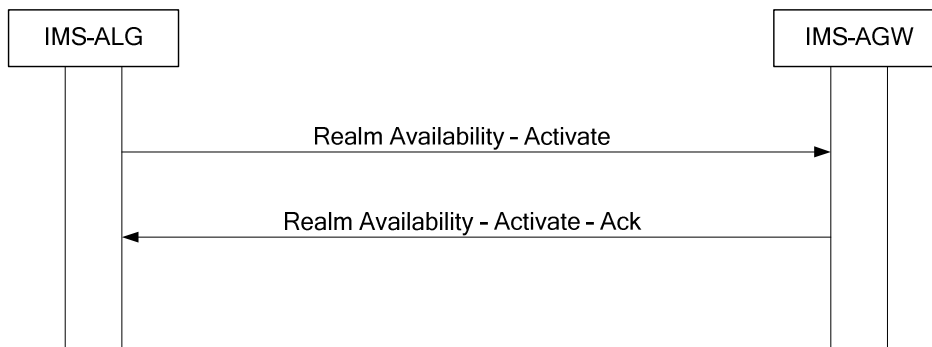 IMS-ALG
IMS-AGW
Realm Availability - Activate
Realm Availability - Activate - Ack